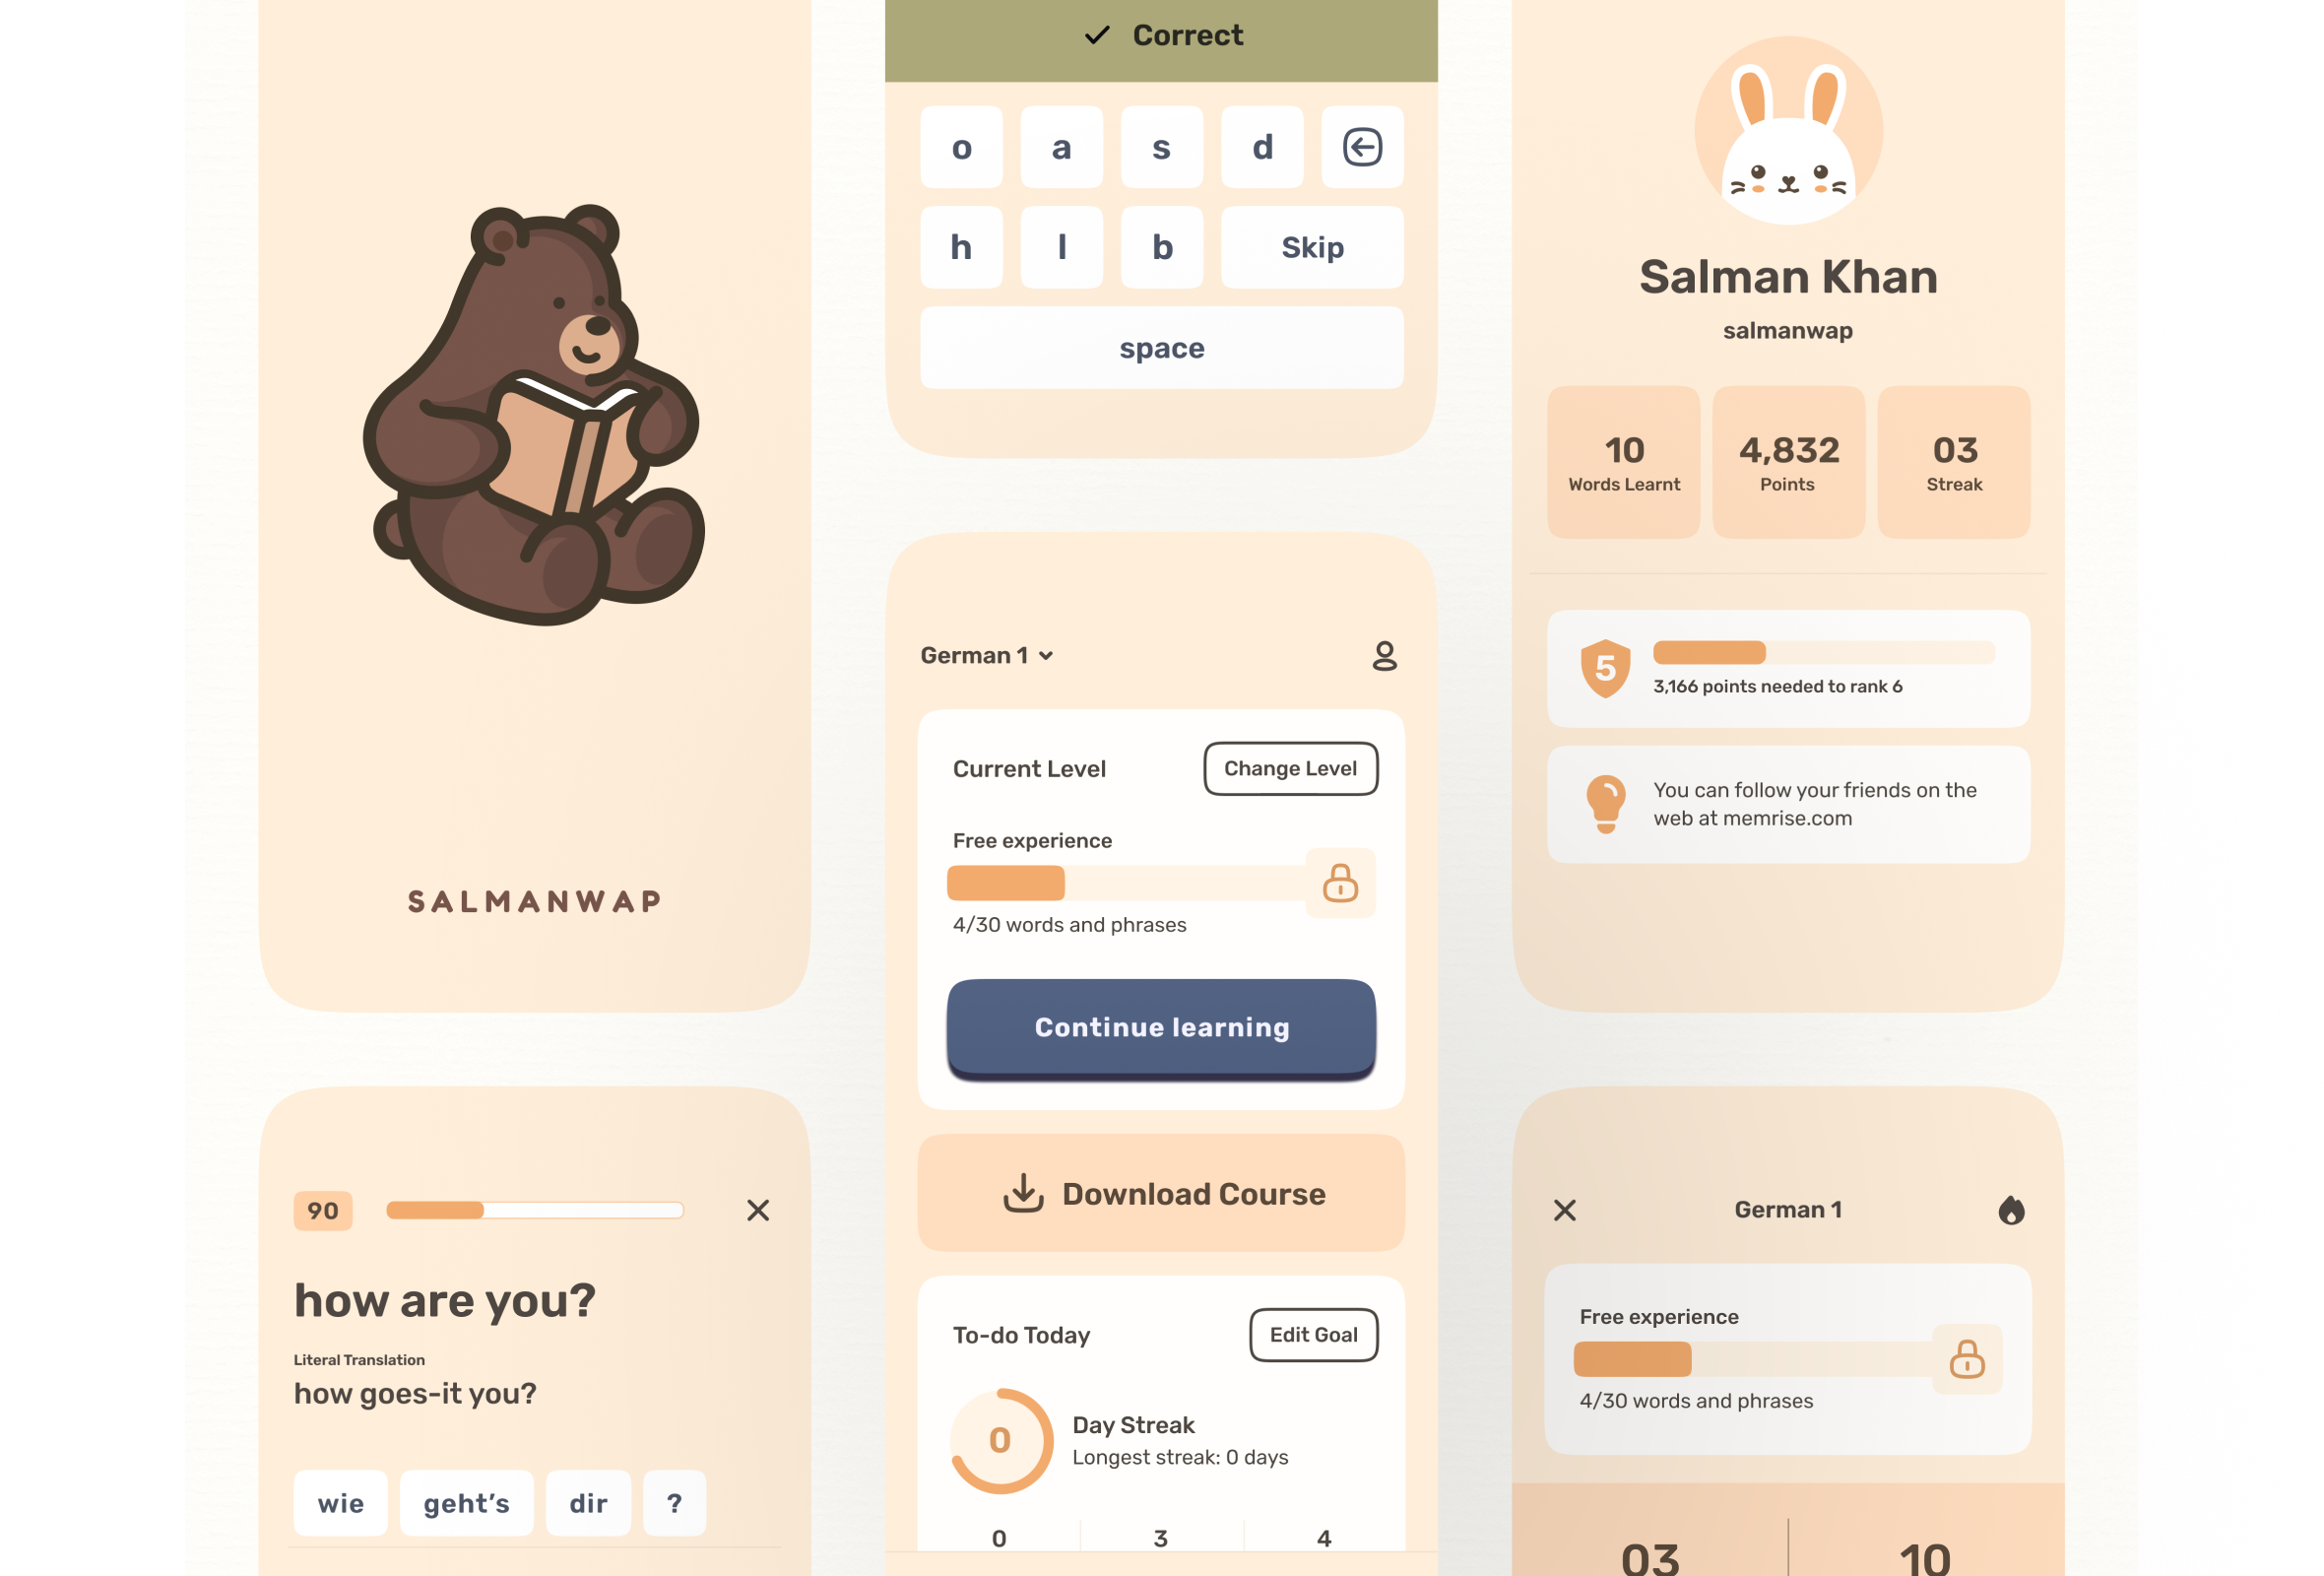 SALMANWAP
90
how are you?
Literal Translation
how goes-it you?
wie geht’s dir ?
Correct
o a s d
h l b Skip
space
German 1
Current Level Change Level
Free experience
4/30 words and phrases
Continue learning
Download Course
To-do Today Edit Goal
0
Day Streak
Longest streak: 0 days
0 3 4
Salman Khan
salmanwap
10 4,832 03
Words Learnt Points Streak
5
3,166 points needed to rank 6
You can follow your friends on the
web at memrise.com
German 1
Free experience
4/30 words and phrases
03 10